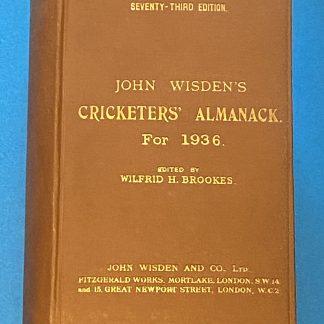 SEVENTY-THIRD EDITION.
JOHN WISDEN'S
CRICKETERS' ALMANACK.
For 1936.
EDITED BY
WILFRID H. BROOKES.
JOHN WISDEN AND CO., LTD.
FITZGERALD WORKS, MORTLAKE, LONDON, S.W.14
and 15, GREAT NEWPORT STREET, LONDON, W.C.2